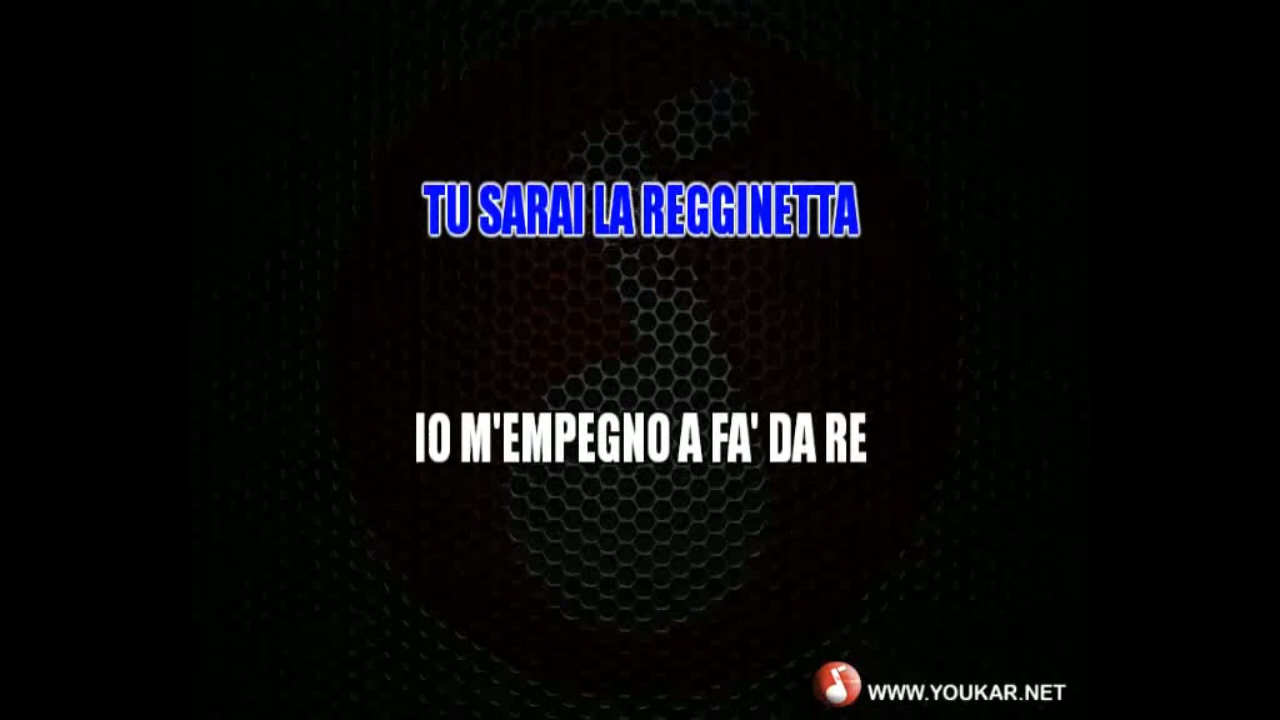 TU SARAI LA REGGINETTA
IO M'EMPEGNO A FA' DA RE
WWW.YOUKAR.NET